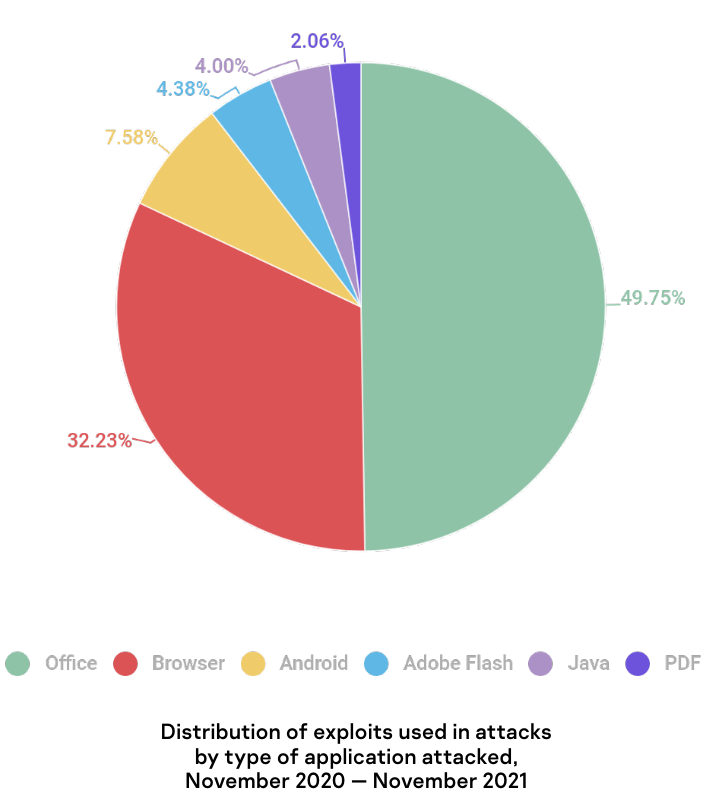 2.06%
4.00%
4.38%
7.58%
49.75%
32.23%
Office Browser Android Adobe Flash Java PDF
Distribution of exploits used in attacks
by type of application attacked,
November 2020 — November 2021